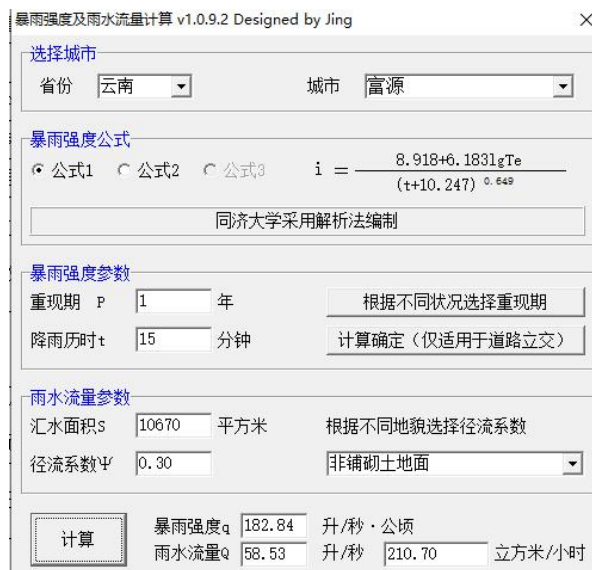 暴雨强度及雨水流量计算 v1.0.9.2 Designed by Jing
选择城市
省份 云南 城市 富源
暴雨强度公式
公式1 公式2 公式3 i = 8.918+6.183lgTe
(t+10.247) 0.649
同济大学采用解析法编制
暴雨强度参数
重现期 P 1 年 根据不同状况选择重现期
降雨历时t 15 分钟 计算确定（仅适用于道路立交）
雨水流量参数
汇水面积S 10670 平方米 根据不同地貌选择径流系数
径流系数Ψ 0.30 非铺砌土地面
计算 暴雨强度q 182.84 升/秒·公顷
雨水流量Q 58.53 升/秒 210.70 立方米/小时